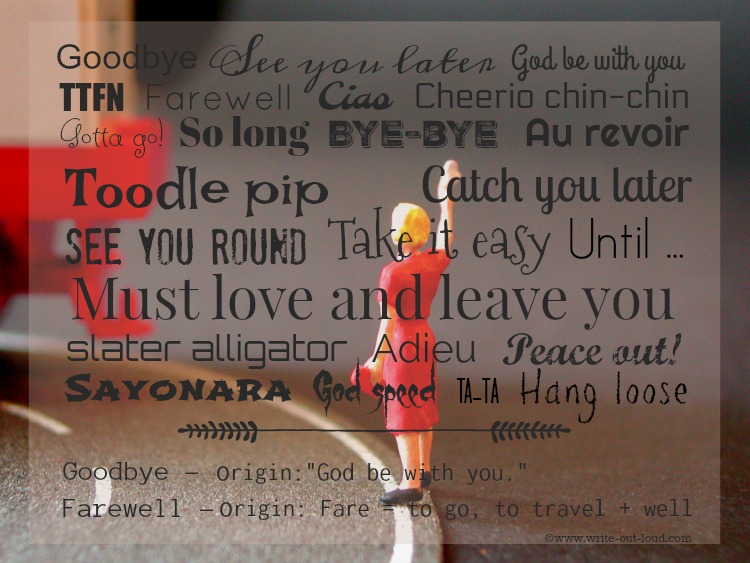 Goodbye See you later God be with you
TTFN Farewell Ciao Cheerio chin-chin
Gotta go! So long BYE-BYE Au revoir
Toodle pip Catch you later
SEE YOU ROUND Take it easy Until ...
Must love and leave you
slater alligator Adieu Peace out!
SAYONARA God speed TA-TA Hang loose
Goodbye - Origin:"God be with you."
Farewell -Origin: Fare = to go, to travel + well
©www.write-out-loud.com